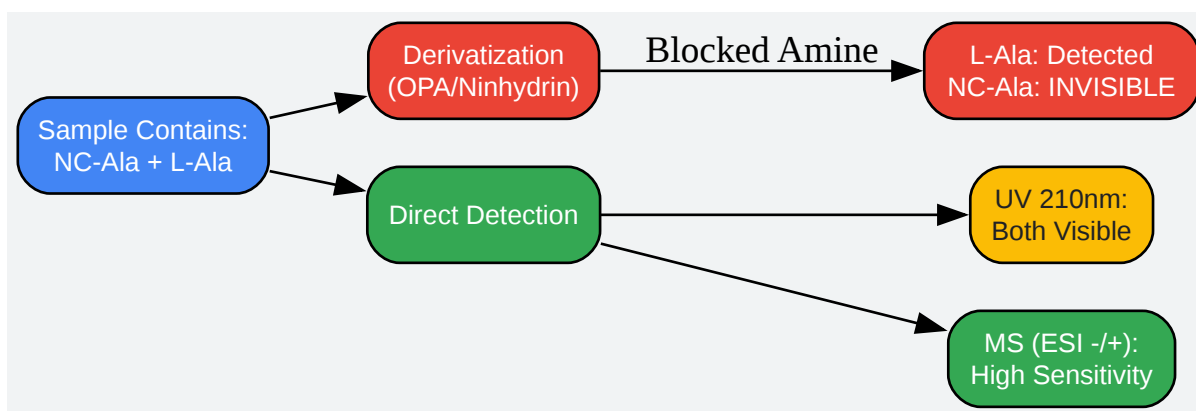 Derivatization
(OPA/Ninhydrin)
Blocked Amine
L-Ala: Detected
NC-Ala: INVISIBLE
Sample Contains:
NC-Ala + L-Ala
Direct Detection
UV 210nm:
Both Visible
MS (ESI -/+):
High Sensitivity